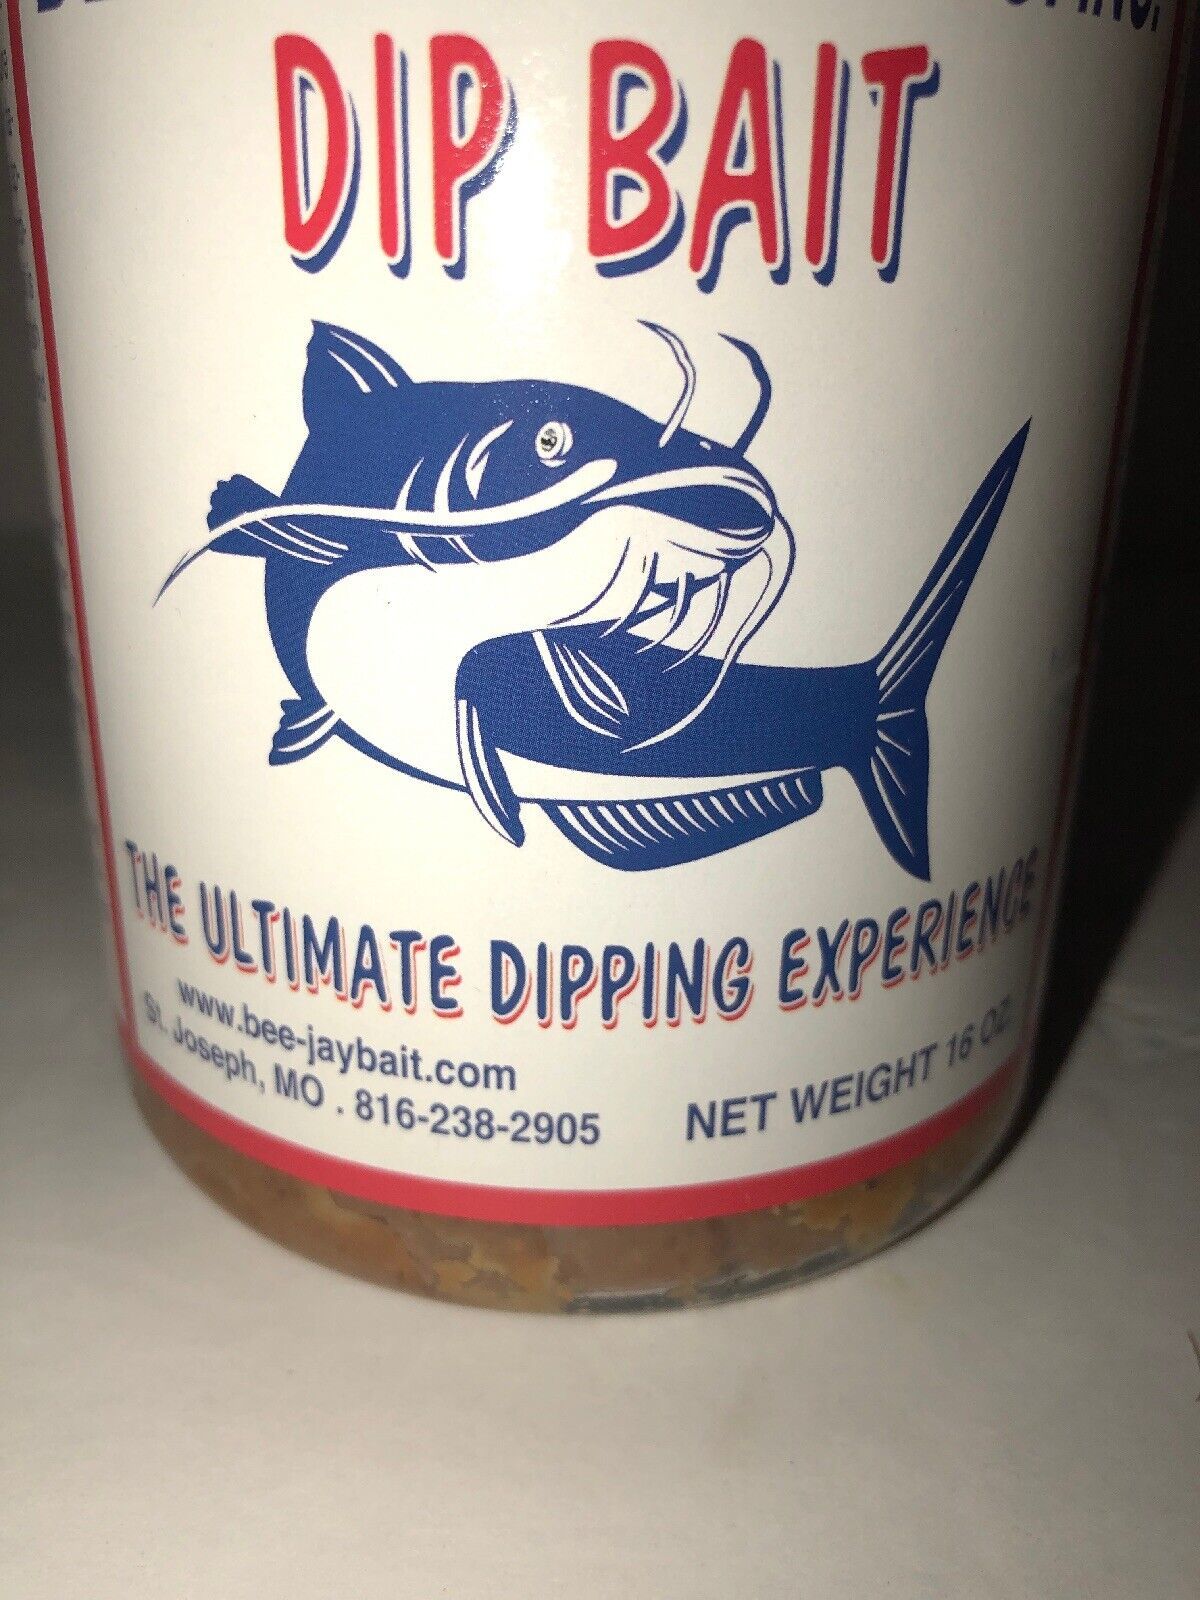 DIP BAIT
THE ULTIMATE DIPPING EXPERIENCE
www.bee-jaybait.com
St. Joseph, MO . 816-238-2905
NET WEIGHT 16 OZ.